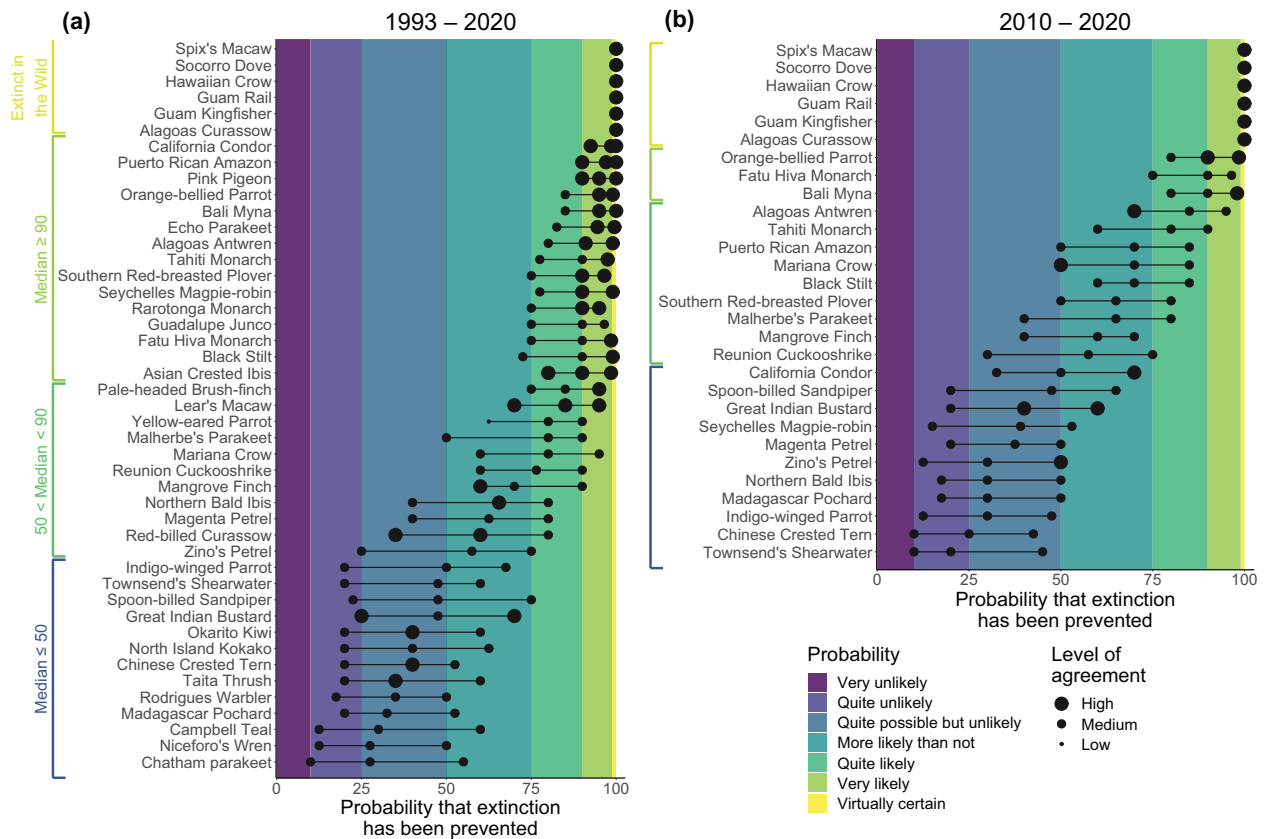 (a)
1993 – 2020
Extinct in
the Wild
Median ≥ 90
50 < Median < 90
Median ≤ 50
Spix's Macaw
Socorro Dove
Hawaiian Crow
Guam Rail
Guam Kingfisher
Alagoas Curassow
California Condor
Puerto Rican Amazon
Pink Pigeon
Orange-bellied Parrot
Bali Myna
Echo Parakeet
Alagoas Antwren
Tahiti Monarch
Southern Red-breasted Plover
Seychelles Magpie-robin
Rarotonga Monarch
Guadalupe Junco
Fatu Hiva Monarch
Black Stilt
Asian Crested Ibis
Pale-headed Brush-finch
Lear's Macaw
Yellow-eared Parrot
Malherbe's Parakeet
Mariana Crow
Reunion Cuckooshrike
Mangrove Finch
Northern Bald Ibis
Magenta Petrel
Red-billed Curassow
Zino's Petrel
Indigo-winged Parrot
Townsend's Shearwater
Spoon-billed Sandpiper
Great Indian Bustard
Okarito Kiwi
North Island Kokako
Chinese Crested Tern
Taita Thrush
Rodrigues Warbler
Madagascar Pochard
Campbell Teal
Niceforo's Wren
Chatham parakeet
0 25 50 75 100
Probability that extinction
has been prevented
(b)
2010 – 2020
Spix's Macaw
Socorro Dove
Hawaiian Crow
Guam Rail
Guam Kingfisher
Alagoas Curassow
Orange-bellied Parrot
Fatu Hiva Monarch
Bali Myna
Alagoas Antwren
Tahiti Monarch
Puerto Rican Amazon
Mariana Crow
Black Stilt
Southern Red-breasted Plover
Malherbe's Parakeet
Mangrove Finch
Reunion Cuckooshrike
California Condor
Spoon-billed Sandpiper
Great Indian Bustard
Seychelles Magpie-robin
Magenta Petrel
Zino's Petrel
Northern Bald Ibis
Madagascar Pochard
Indigo-winged Parrot
Chinese Crested Tern
Townsend's Shearwater
0 25 50 75 100
Probability that extinction
has been prevented
Probability
Very unlikely
Quite unlikely
Quite possible but unlikely
More likely than not
Quite likely
Very likely
Virtually certain
Level of
agreement
High
Medium
Low